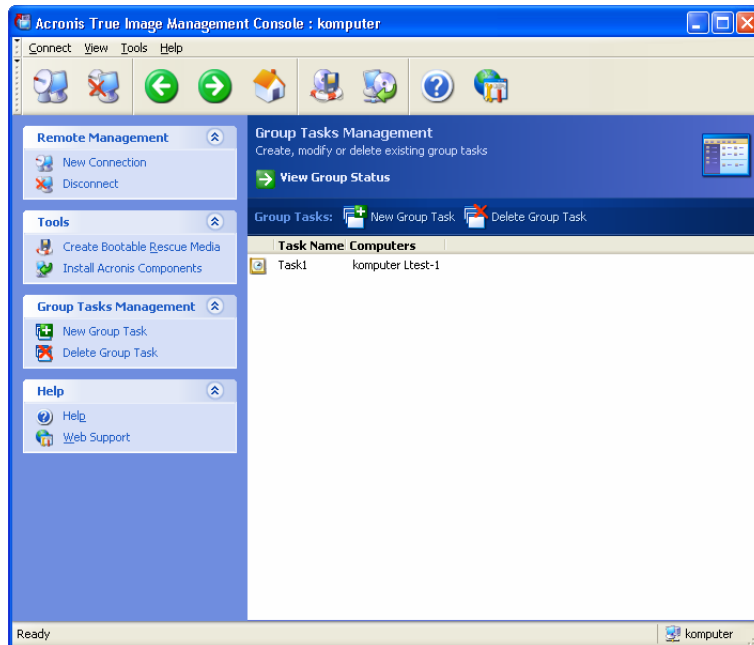 Acronis True Image Management Console : komputer
Connect View Tools Help
Remote Management
New Connection
Disconnect
Tools
Create Bootable Rescue Media
Install Acronis Components
Group Tasks Management
New Group Task
Delete Group Task
Help
Help
Web Support
Group Tasks Management
Create, modify or delete existing group tasks
View Group Status
Group Tasks: New Group Task Delete Group Task
Task Name Computers
Task1 komputer Ltest-1
Ready komputer